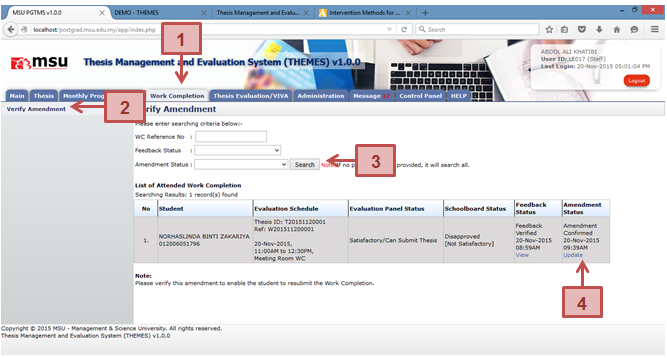 MSU PGTMS v1.0.0
DEMO - THEMES
Thesis Management and Evalu...
Intervention Methods for ...
localhost/postgrad.msu.edu.my/app/index.php
Search
msu
Thesis Management and Evaluation System (THEMES) v1.0.0
ABDOL ALI KHATIBI
User ID: LE017 (Staff)
Last Login: 20-Nov-2015 05:01:04 PM
Logout
1
Main
Thesis
Monthly Prog
Work Completion
Thesis Evaluation/VIVA
Administration
Message
Control Panel
HELP
Verify Amendment
2
Verify Amendment
Please enter searching criteria below:-
WC Reference No :
Feedback Status :
Amendment Status :
Search
3
provided, it will search all.
List of Attended Work Completion
Searching Results: 1 record(s) found
No
Student
Evaluation Schedule
Evaluation Panel Status
Schoolboard Status
Feedback Status
Amendment Status
1.
NORHASLINDA BINTI ZAKARIYA
012006051796
Thesis ID: T20151120001
Ref: W201511200001
20-Nov-2015,
11:00AM to 12:30PM,
Meeting Room WC
Satisfactory/Can Submit Thesis
Disapproved
[Not Satisfactory]
Feedback
Verified
20-Nov-2015
08:59AM
View
Amendment
Confirmed
20-Nov-2015
09:39AM
Update
4
Note:
Please verify this amendment to enable the student to resubmit the Work Completion.
Copyright © 2015 MSU - Management & Science University. All rights reserved.
Thesis Management and Evaluation System (THEMES) v1.0.0